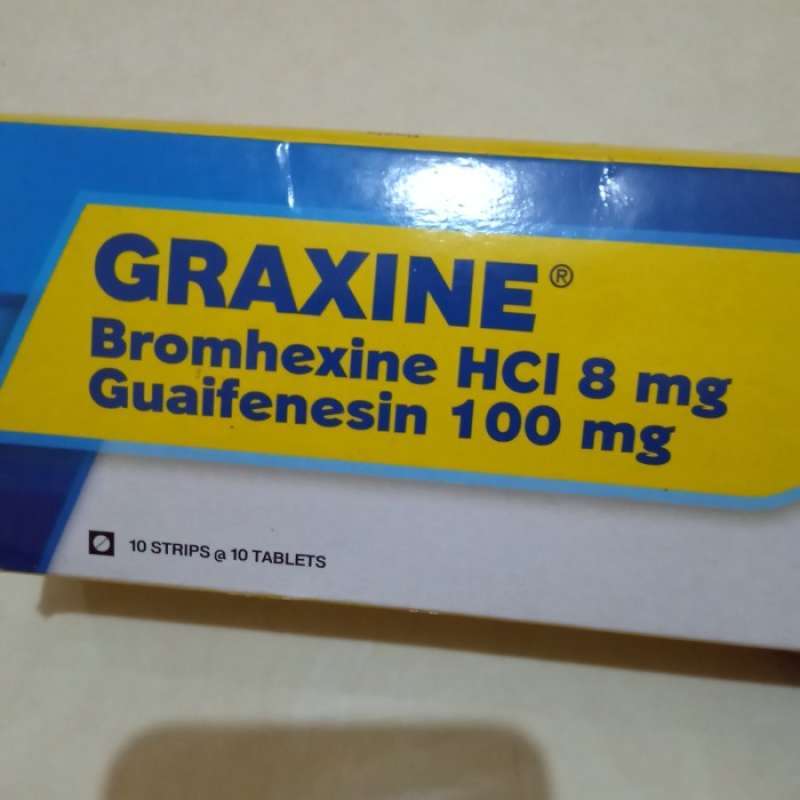 GRAXINE®
Bromhexine HCl 8 mg
Guaifenesin 100 mg
10 STRIPS @ 10 TABLETS